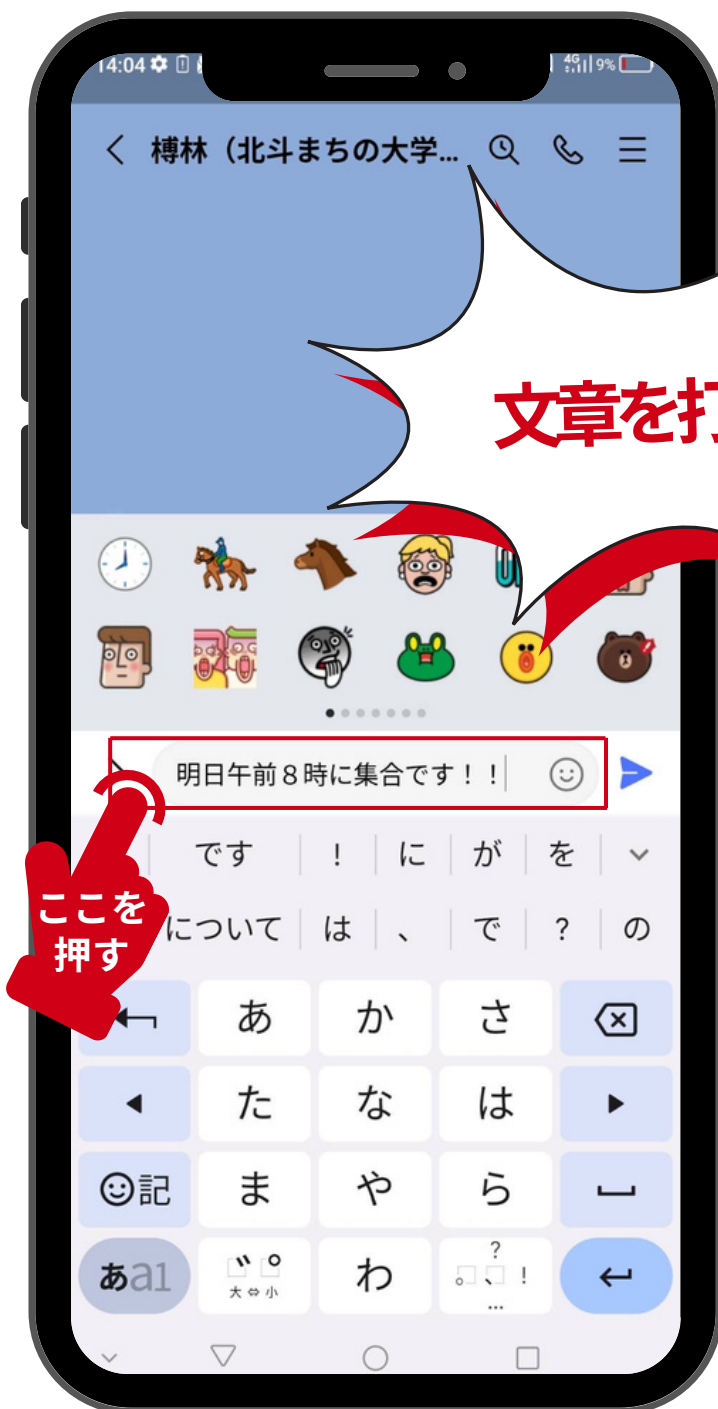 14:04
4G 9%
榑林（北斗まちの大学...
文章を
明日午前８時に集合です！！
です ! に が を
について は 、 で ? の
ここを
押す
あ か さ
た な は
記 ま や ら
あa1 大⇔小 わ 。、?!...